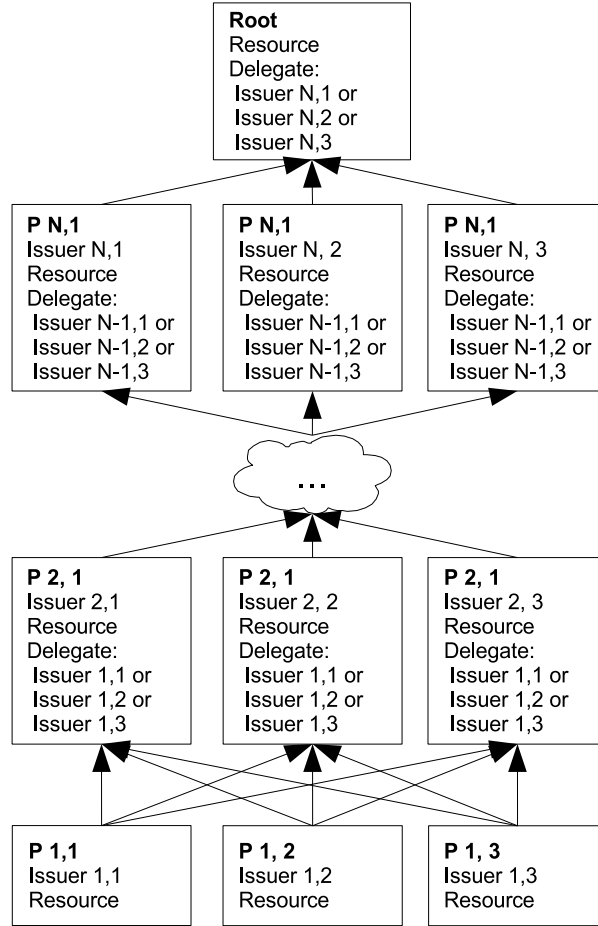 Root
Resource
Delegate:
Issuer N,1 or
Issuer N,2 or
Issuer N,3
P N,1
Issuer N,1
Resource
Delegate:
Issuer N-1,1 or
Issuer N-1,2 or
Issuer N-1,3
P N,1
Issuer N, 2
Resource
Delegate:
Issuer N-1,1 or
Issuer N-1,2 or
Issuer N-1,3
P N,1
Issuer N, 3
Resource
Delegate:
Issuer N-1,1 or
Issuer N-1,2 or
Issuer N-1,3
...
P 2, 1
Issuer 2,1
Resource
Delegate:
Issuer 1,1 or
Issuer 1,2 or
Issuer 1,3
P 2, 1
Issuer 2, 2
Resource
Delegate:
Issuer 1,1 or
Issuer 1,2 or
Issuer 1,3
P 2, 1
Issuer 2, 3
Resource
Delegate:
Issuer 1,1 or
Issuer 1,2 or
Issuer 1,3
P 1,1
Issuer 1,1
Resource
P 1, 2
Issuer 1,2
Resource
P 1, 3
Issuer 1,3
Resource